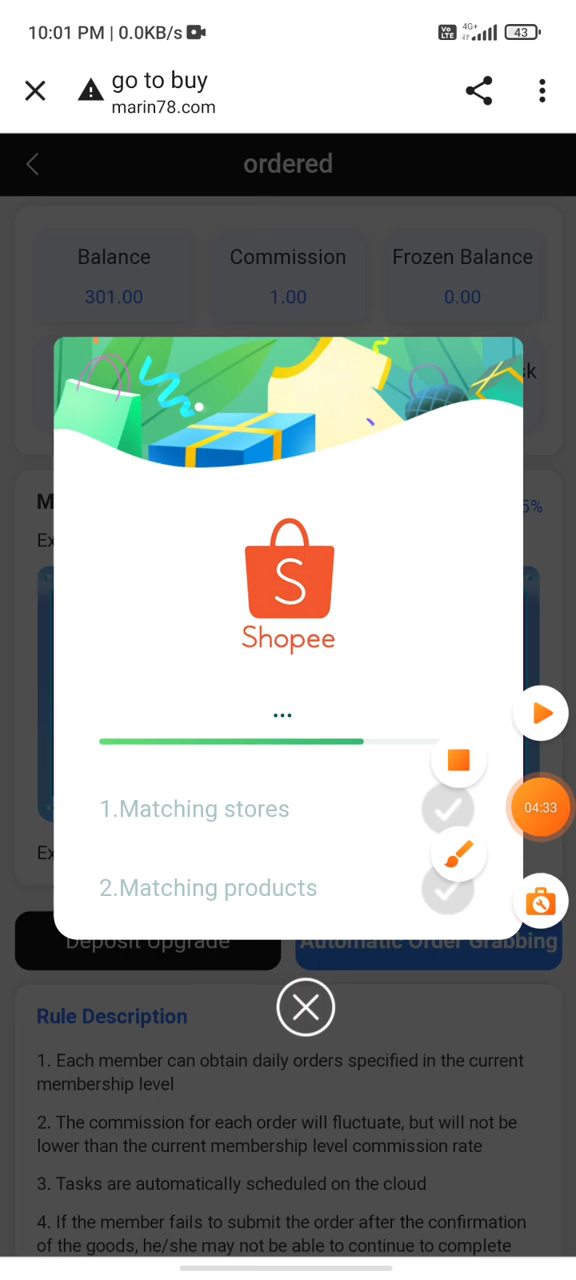 10:01 PM | 0.0KB/s
Vo LTE 4G+ 43
go to buy
marin78.com
ordered
Balance Commission Frozen Balance
301.00 1.00 0.00
S
Shopee
...
04:33
1.Matching stores
2.Matching products
Deposit Upgrade Automatic Order Grabbing
Rule Description
1. Each member can obtain daily orders specified in the current
membership level
2. The commission for each order will fluctuate, but will not be
lower than the current membership level commission rate
3. Tasks are automatically scheduled on the cloud
4. If the member fails to submit the order after the confirmation
of the goods, he/she may not be able to continue to complete